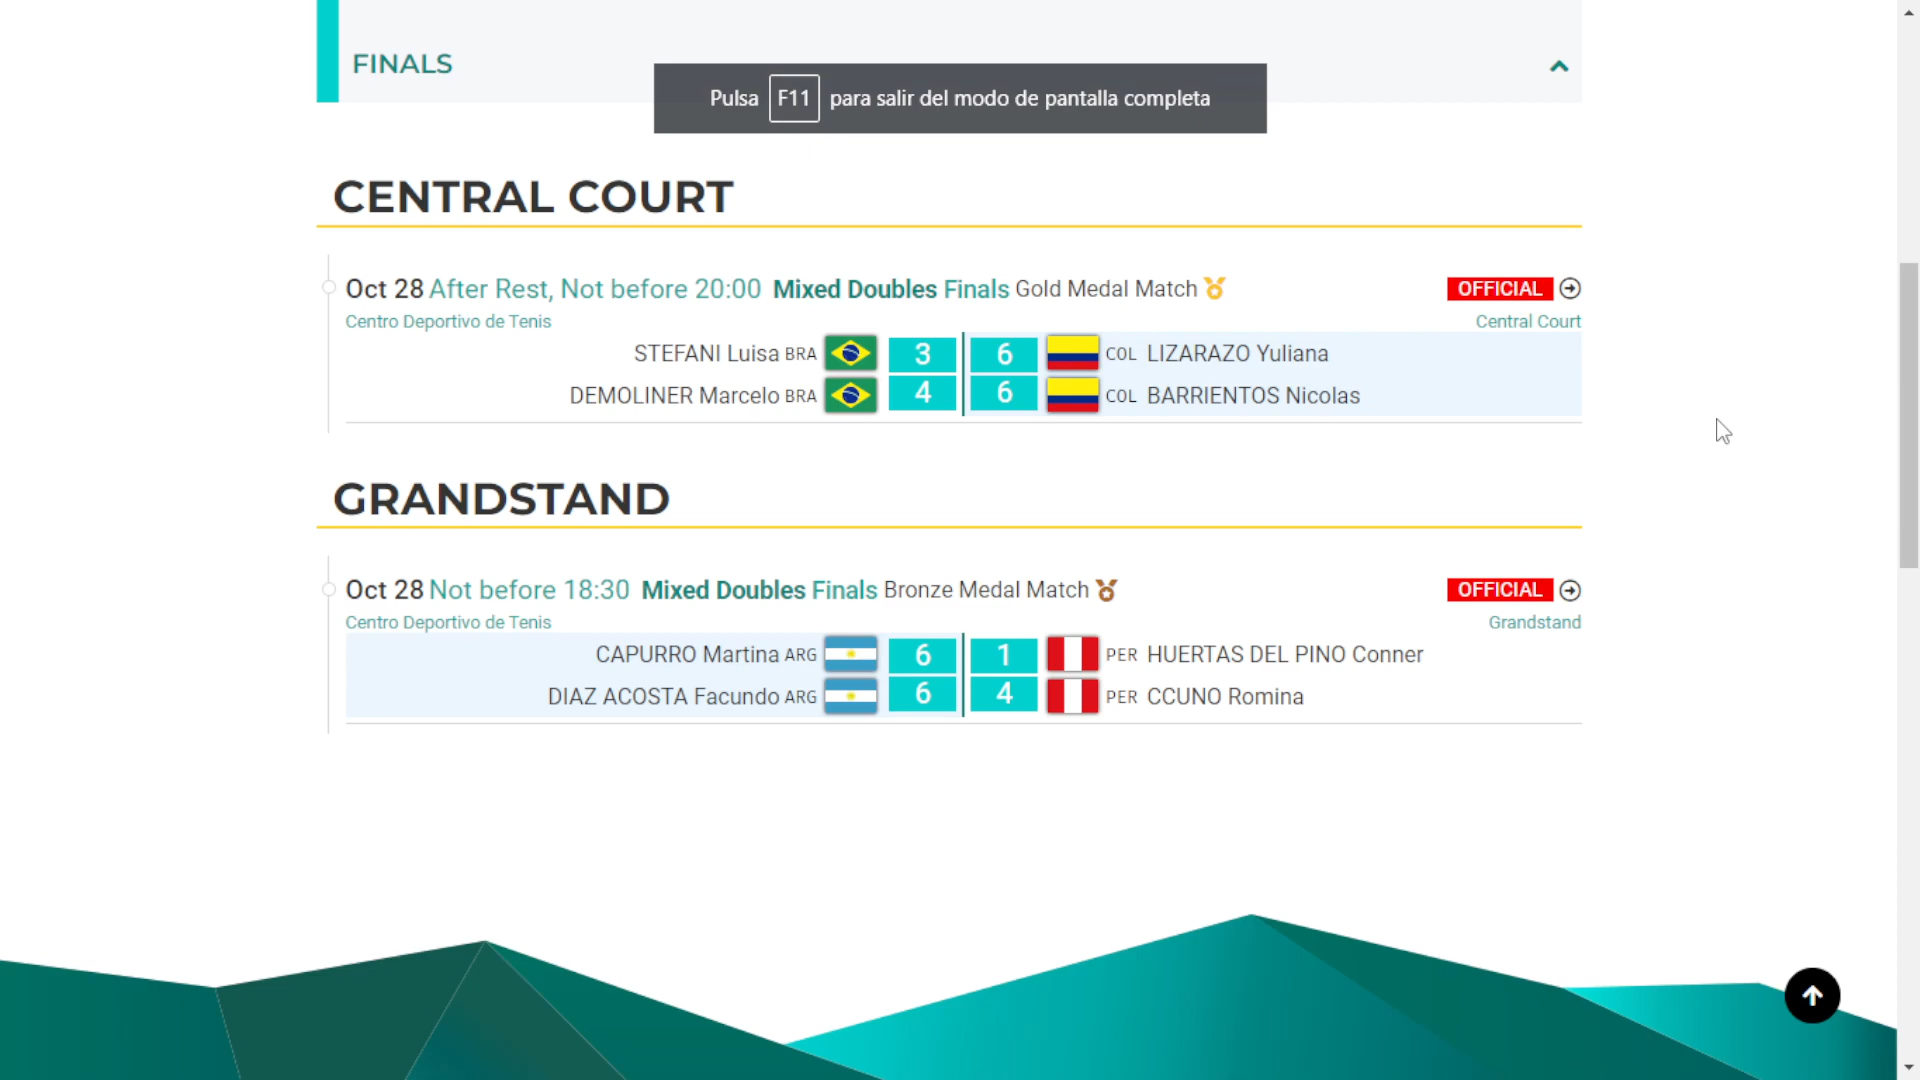 FINALS
Pulsa F11 para salir del modo de pantalla completa
CENTRAL COURT
Oct 28 After Rest, Not before 20:00 Mixed Doubles Finals Gold Medal Match OFFICIAL
Centro Deportivo de Tenis Central Court
STEFANI Luisa BRA 3 6 COL LIZARAZO Yuliana
DEMOLINER Marcelo BRA 4 6 COL BARRIENTOS Nicolas
GRANDSTAND
Oct 28 Not before 18:30 Mixed Doubles Finals Bronze Medal Match OFFICIAL
Centro Deportivo de Tenis Grandstand
CAPURRO Martina ARG 6 1 PER HUERTAS DEL PINO Conner
DIAZ ACOSTA Facundo ARG 6 4 PER CCUNO Romina